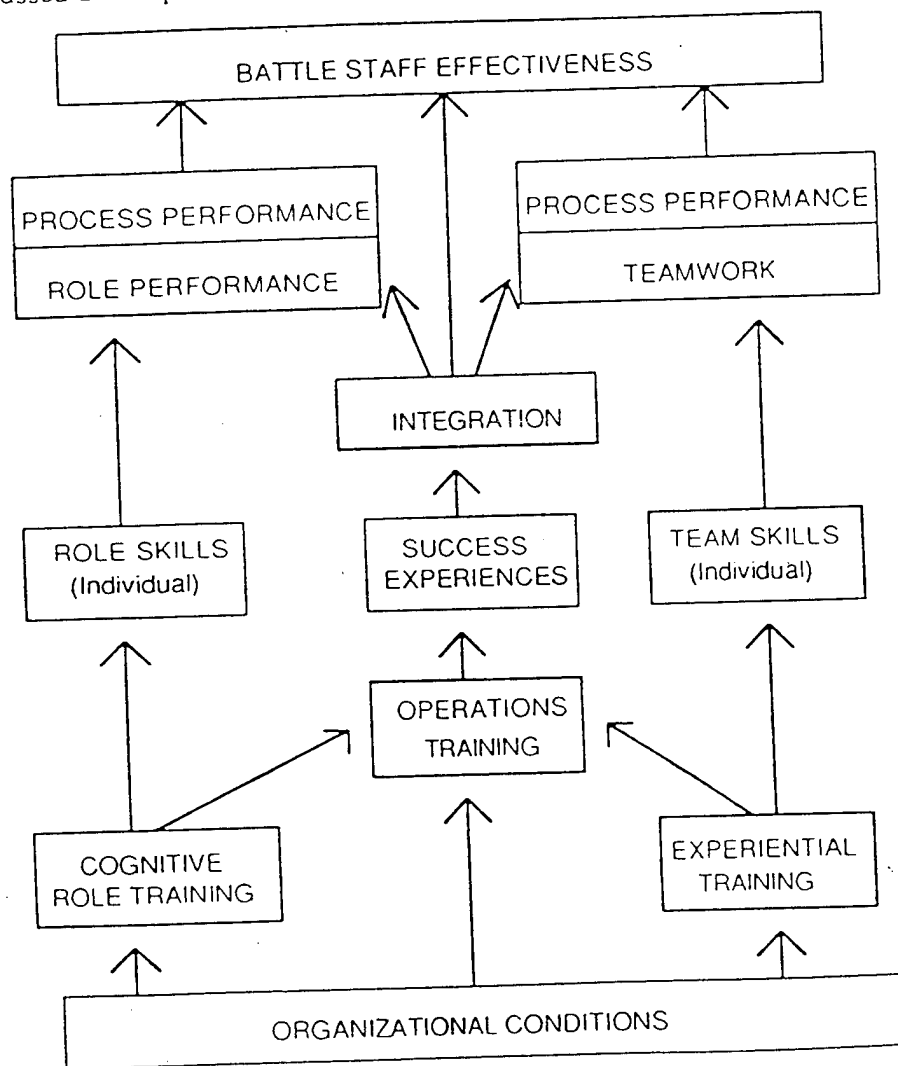 BATTLE STAFF EFFECTIVENESS
PROCESS PERFORMANCE
ROLE PERFORMANCE
PROCESS PERFORMANCE
TEAMWORK
INTEGRATION
ROLE SKILLS
(Individual)
SUCCESS
EXPERIENCES
TEAM SKILLS
(Individual)
OPERATIONS
TRAINING
COGNITIVE
ROLE TRAINING
EXPERIENTIAL
TRAINING
ORGANIZATIONAL CONDITIONS